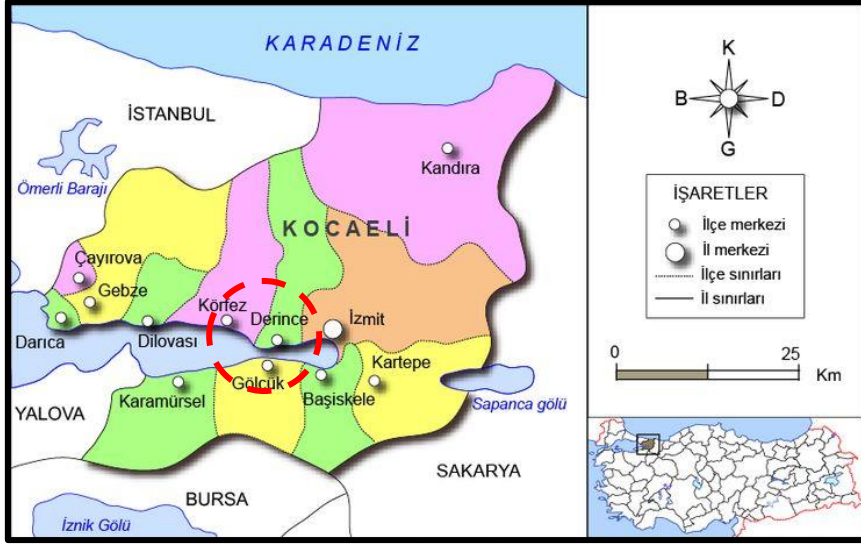 KARADENİZ
İSTANBUL
Ömerli Barajı
Kandıra
KOCAELİ
Çayırova
Gebze
Körfez
Derince
İzmit
Darıca
Dilovası
Gölcük
Kartepe
Karamürsel
Başiskele
YALOVA
Sapanca gölü
SAKARYA
BURSA
İznik Gölü
K
B D
G
İŞARETLER
İlçe merkezi
İl merkezi
İlçe sınırları
İl sınırları
0 25
Km